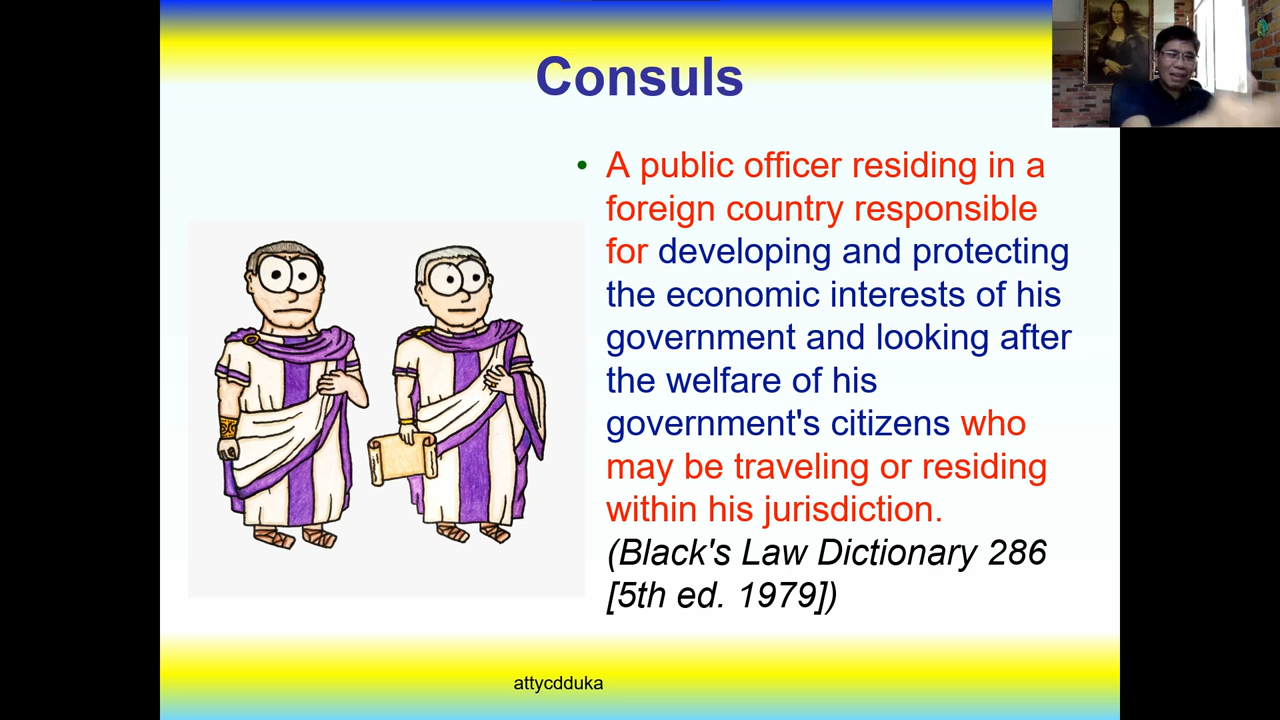 Consuls
• A public officer residing in a
foreign country responsible
for developing and protecting
the economic interests of his
government and looking after
the welfare of his
government's citizens who
may be traveling or residing
within his jurisdiction.
(Black's Law Dictionary 286
[5th ed. 1979])
attycdduka